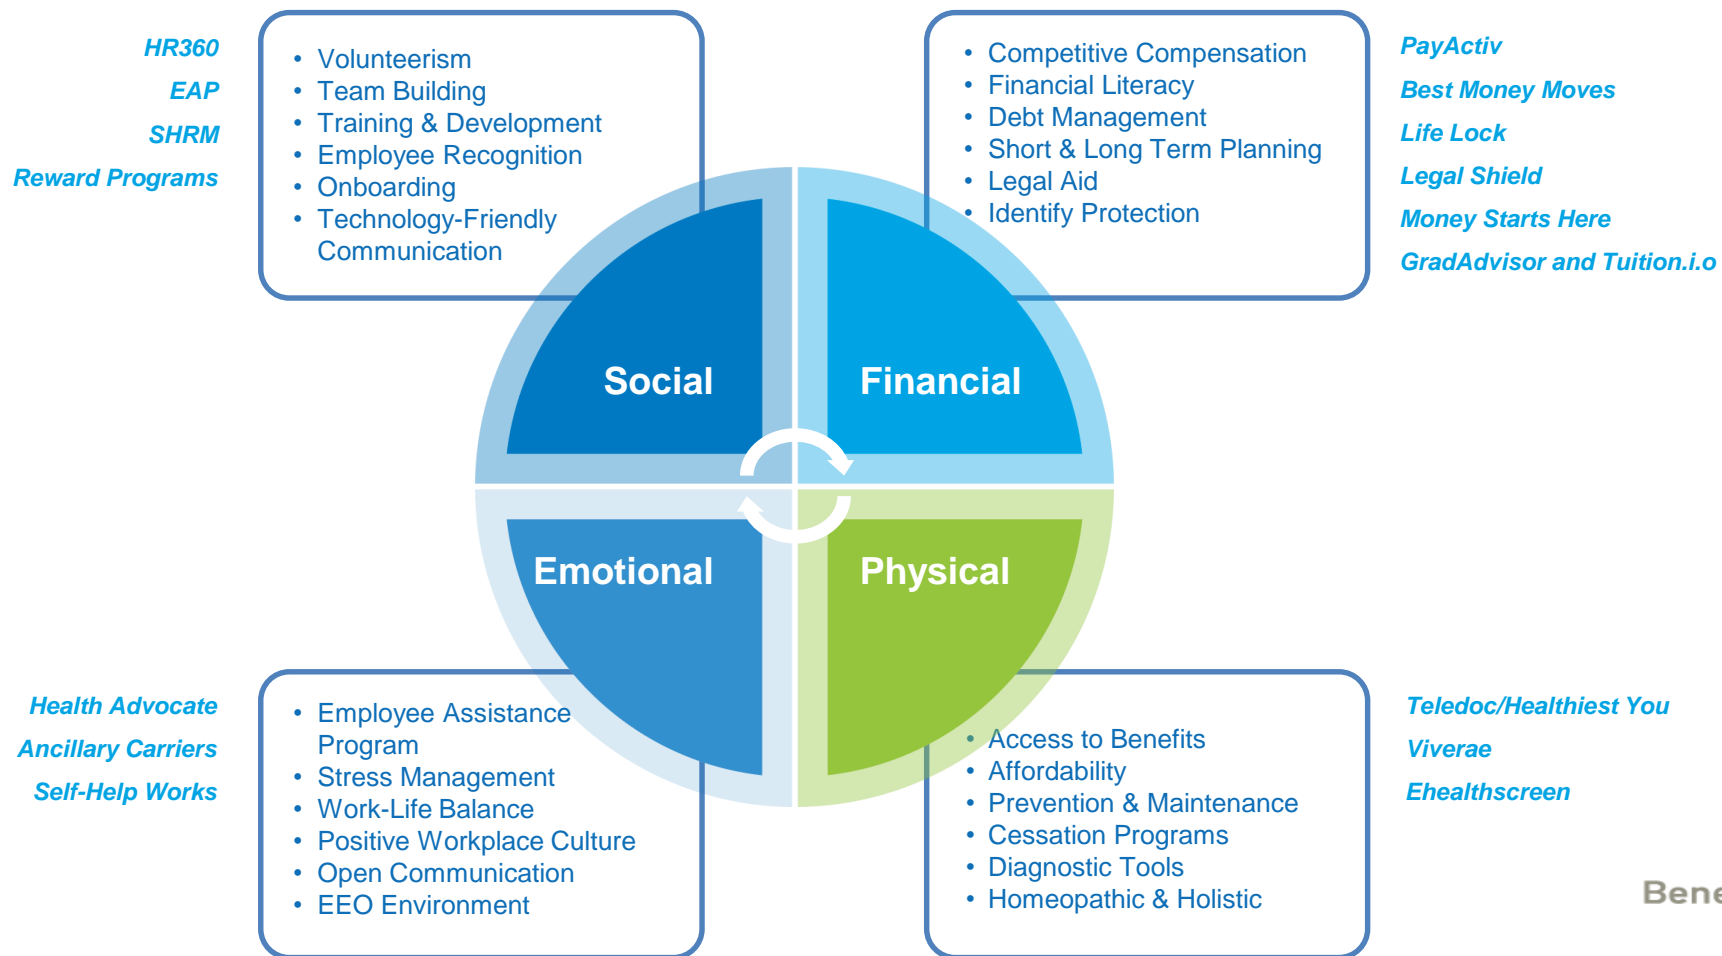 HR360
EAP
SHRM
Reward Programs
• Volunteerism
• Team Building
• Training & Development
• Employee Recognition
• Onboarding
• Technology-Friendly
Communication
• Competitive Compensation
• Financial Literacy
• Debt Management
• Short & Long Term Planning
• Legal Aid
• Identify Protection
PayActiv
Best Money Moves
Life Lock
Legal Shield
Money Starts Here
GradAdvisor and Tuition.i.o
Social
Financial
Emotional
Physical
Health Advocate
Ancillary Carriers
Self-Help Works
• Employee Assistance
Program
• Stress Management
• Work-Life Balance
• Positive Workplace Culture
• Open Communication
• EEO Environment
• Access to Benefits
• Affordability
• Prevention & Maintenance
• Cessation Programs
• Diagnostic Tools
• Homeopathic & Holistic
Teledoc/Healthiest You
Viverae
Ehealthscreen
Bene